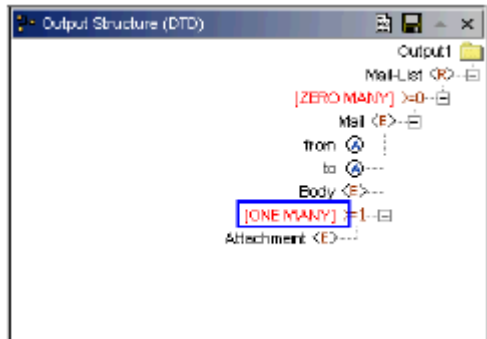 Output Structure (DTD)
Output1
Mail-List <R>
[ZERO MANY] >=0
Mail <E>
from A
to A
Body <E>
[ONE MANY] >=1
Attachment <E>